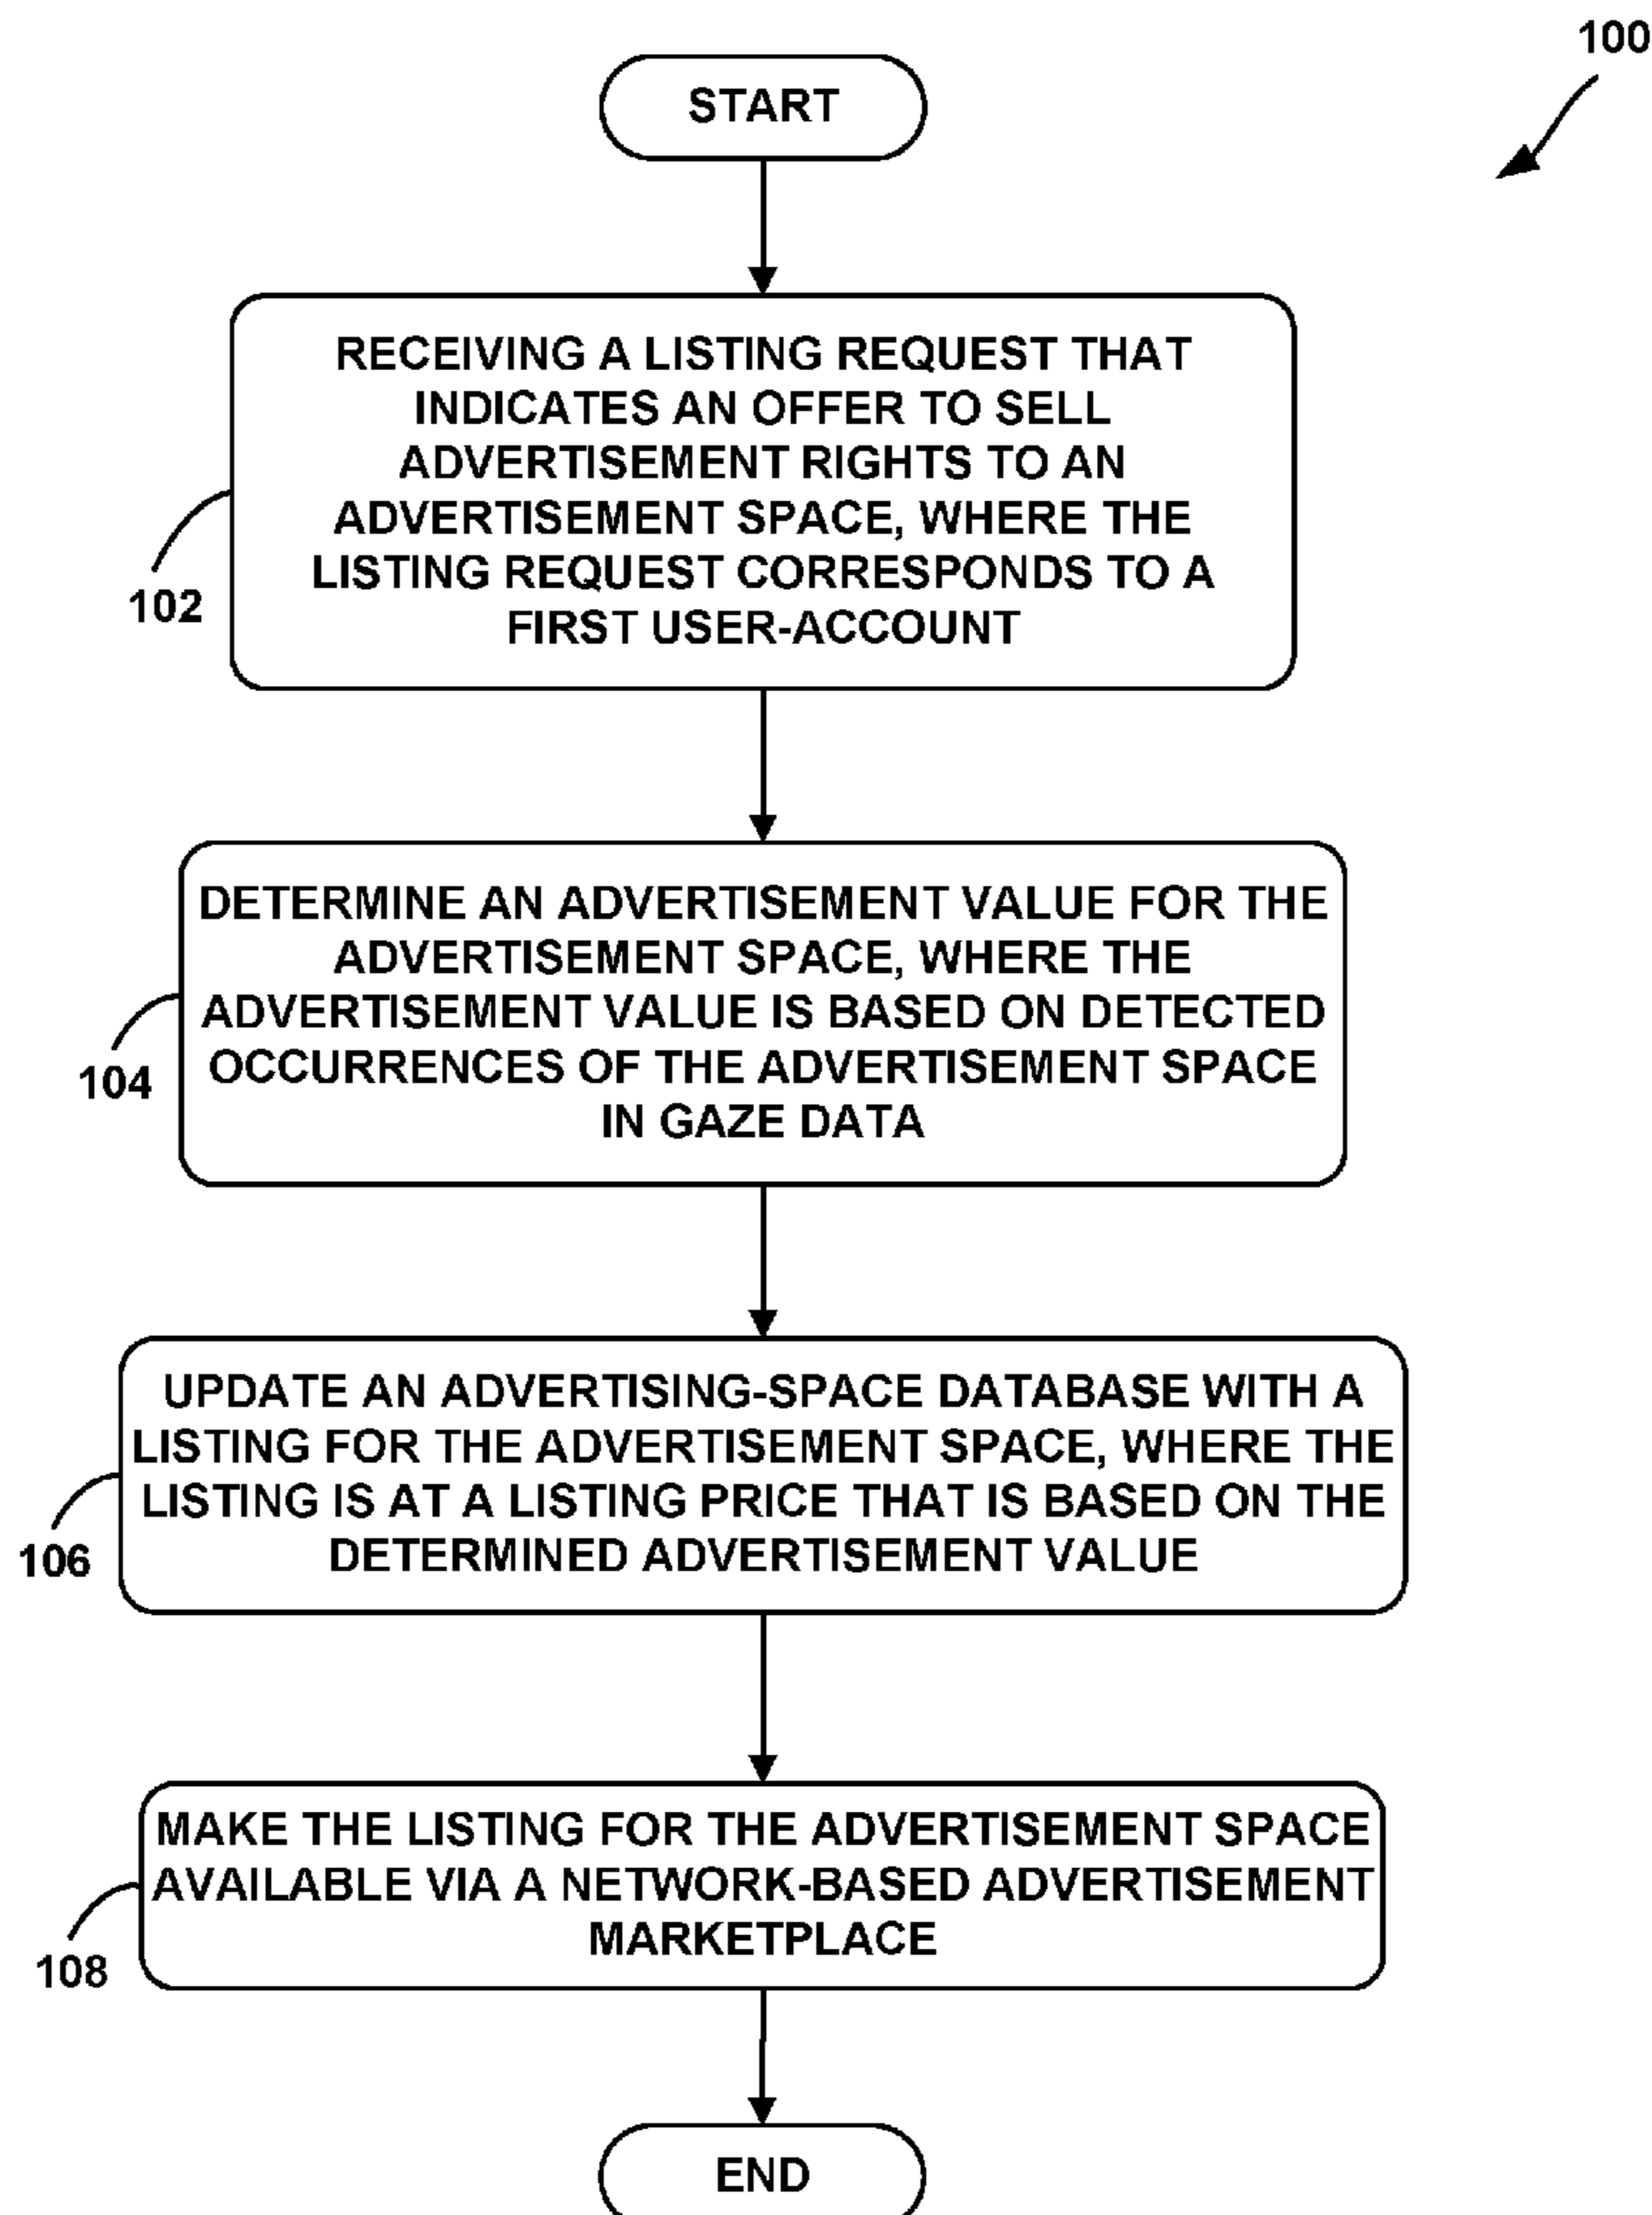 100
START
RECEIVING A LISTING REQUEST THAT
INDICATES AN OFFER TO SELL
ADVERTISEMENT RIGHTS TO AN
ADVERTISEMENT SPACE, WHERE THE
LISTING REQUEST CORRESPONDS TO A
FIRST USER-ACCOUNT
102
DETERMINE AN ADVERTISEMENT VALUE FOR THE
ADVERTISEMENT SPACE, WHERE THE
ADVERTISEMENT VALUE IS BASED ON DETECTED
OCCURRENCES OF THE ADVERTISEMENT SPACE
IN GAZE DATA
104
UPDATE AN ADVERTISING-SPACE DATABASE WITH A
LISTING FOR THE ADVERTISEMENT SPACE, WHERE THE
LISTING IS AT A LISTING PRICE THAT IS BASED ON THE
DETERMINED ADVERTISEMENT VALUE
106
MAKE THE LISTING FOR THE ADVERTISEMENT SPACE
AVAILABLE VIA A NETWORK-BASED ADVERTISEMENT
MARKETPLACE
108
END